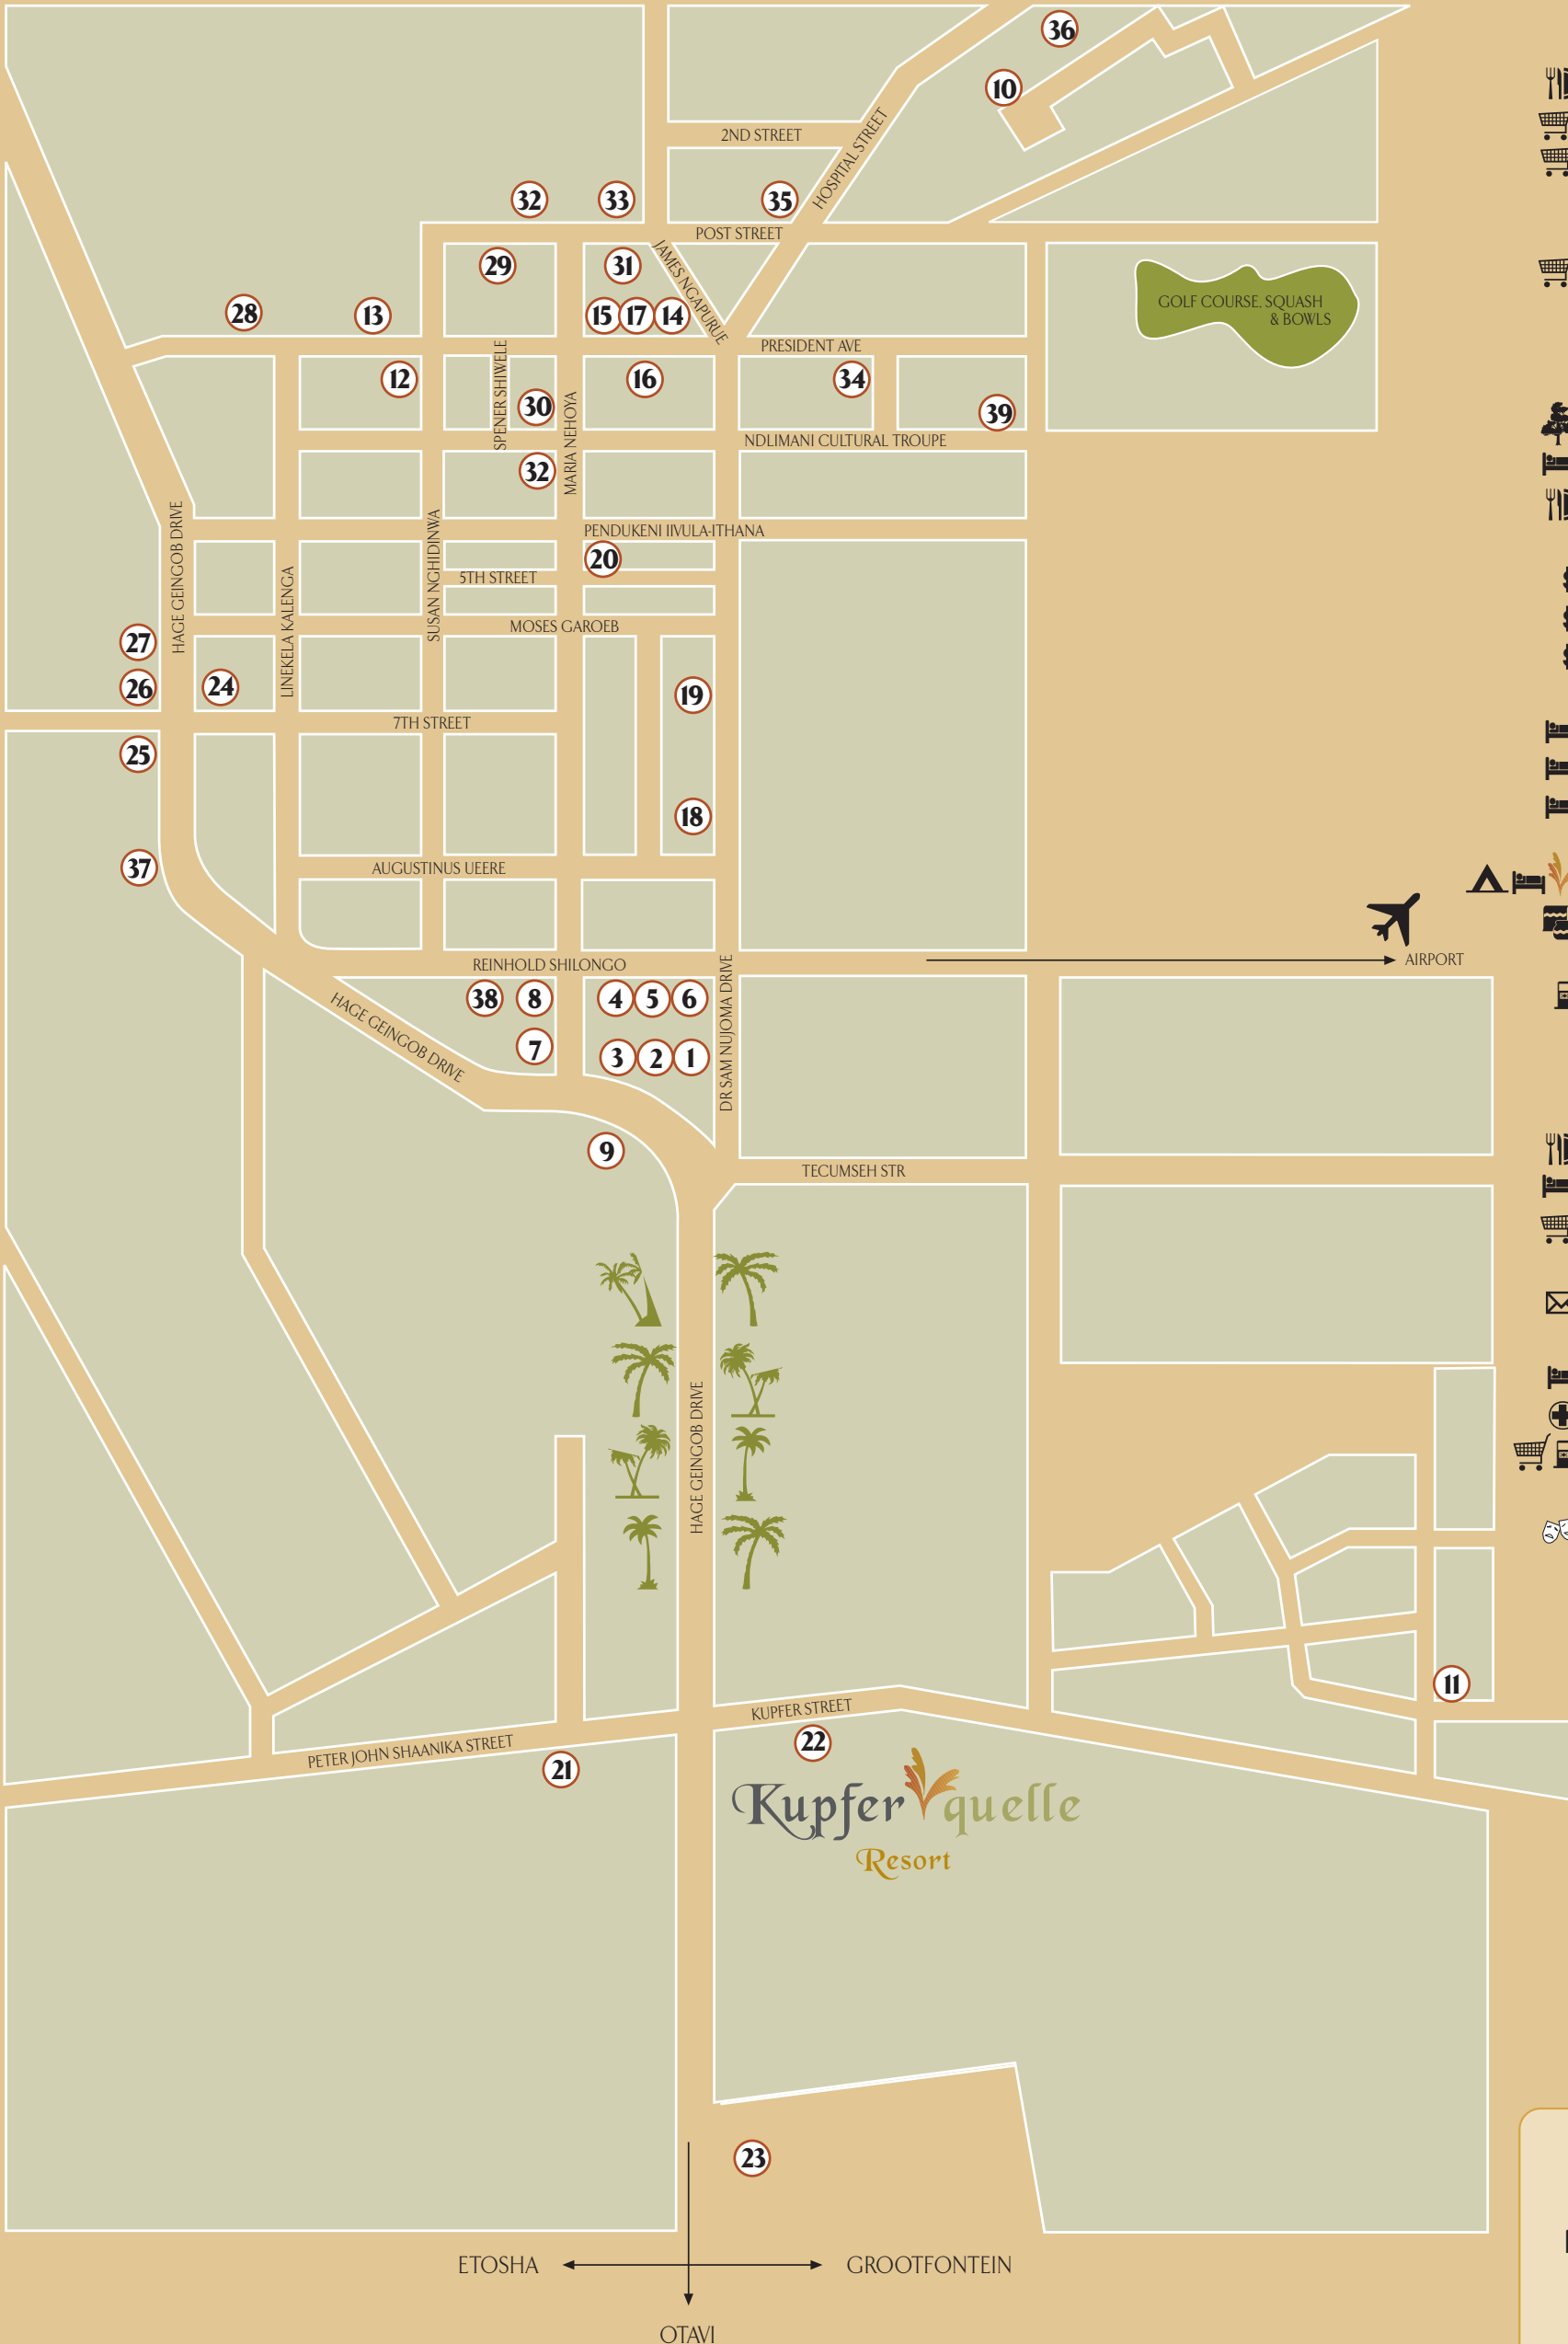 36
10
2ND STREET
HOSPITAL STREET
32
33
35
POST STREET
JAMES NGAPURUE
29
31
28
13
15
17
14
GOLF COURSE, SQUASH
& BOWLS
PRESIDENT AVE
12
SPENER SHIWELE
16
34
30
MARIA NEHOYA
39
NDLIMANI CULTURAL TROUPE
32
HAGE GEINGOB DRIVE
SUSAN NGHIDINWA
PENDUKENI IIVULA-ITHANA
20
LINEKELA KALENGA
5TH STREET
MOSES GAROEB
27
26
24
19
7TH STREET
25
18
37
AUGUSTINUS UEERE
REINHOLD SHILONGO
AIRPORT
DR SAM NUJOMA DRIVE
38
8
4
5
6
HAGE GEINGOB DRIVE
7
3
2
1
9
TECUMSEH STR
HAGE GEINGOB DRIVE
11
KUPFER STREET
22
PETER JOHN SHAANIKA STREET
21
Kupfer quelle
Resort
23
ETOSHA
GROOTFONTEIN
OTAVI